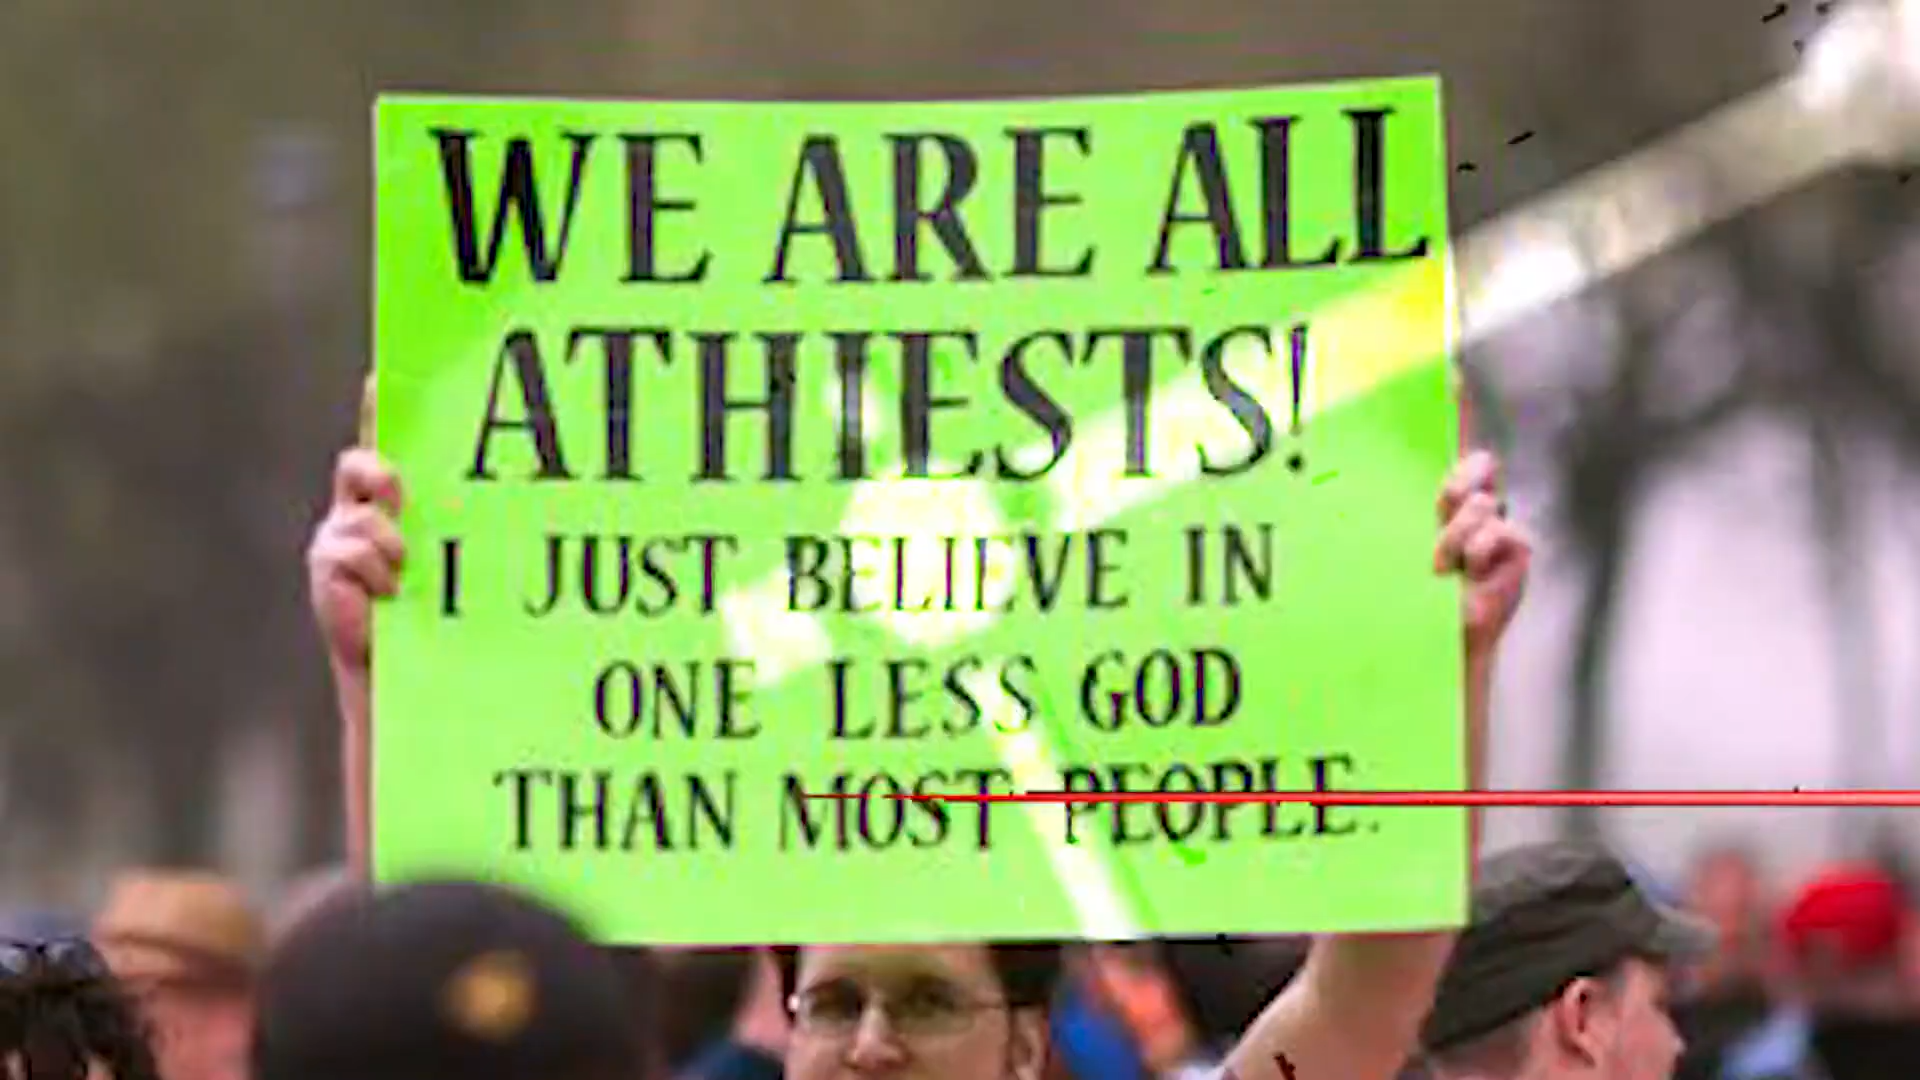 WE ARE ALL
ATHIESTS!
I JUST BELIEVE IN
ONE LESS GOD
THAN MOST PEOPLE.